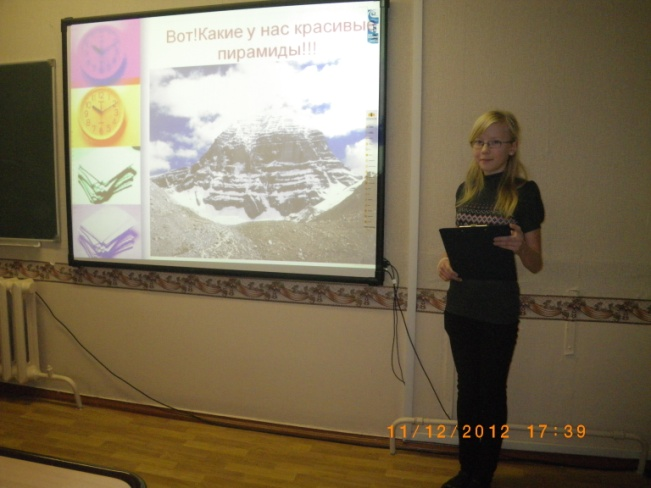 Вот!Какие у нас красивые
пирамиды!!!
11/12/2012 17:39